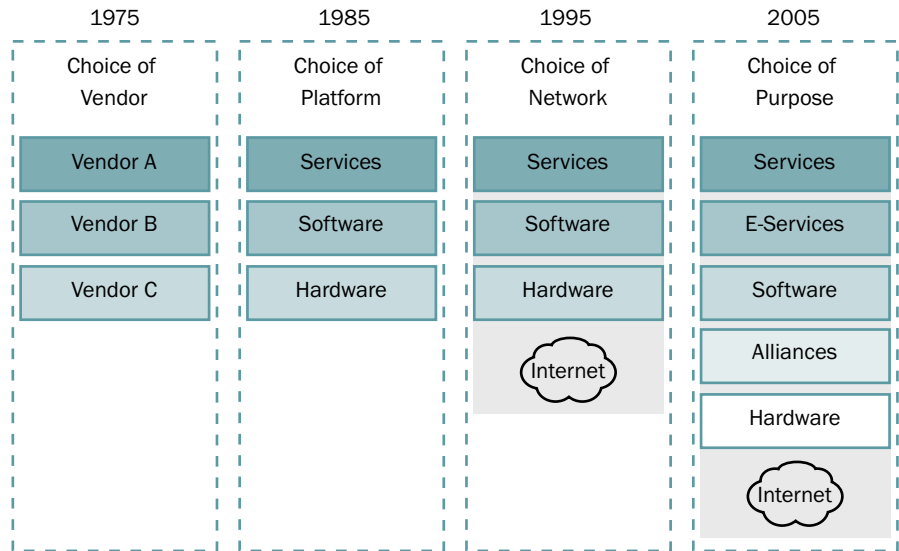 1975
Choice of
Vendor
Vendor A
Vendor B
Vendor C
1985
Choice of
Platform
Services
Software
Hardware
1995
Choice of
Network
Services
Software
Hardware
Internet
2005
Choice of
Purpose
Services
E-Services
Software
Alliances
Hardware
Internet